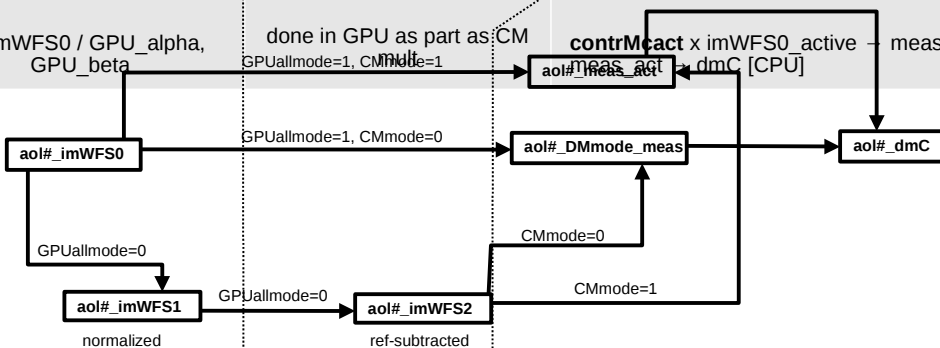 mWFS0 / GPU_alpha,
GPU_beta
done in GPU as part as CM
mult
contrMcact x imWFS0_active → meas
meas_act → dmC [CPU]
GPUallmode=1, CMmode=1
aol#_meas_act
GPUallmode=1, CMmode=0
aol#_imWFS0
aol#_DMmode_meas
aol#_dmC
CMmode=0
GPUallmode=0
CMmode=1
GPUallmode=0
aol#_imWFS1
aol#_imWFS2
normalized
ref-subtracted